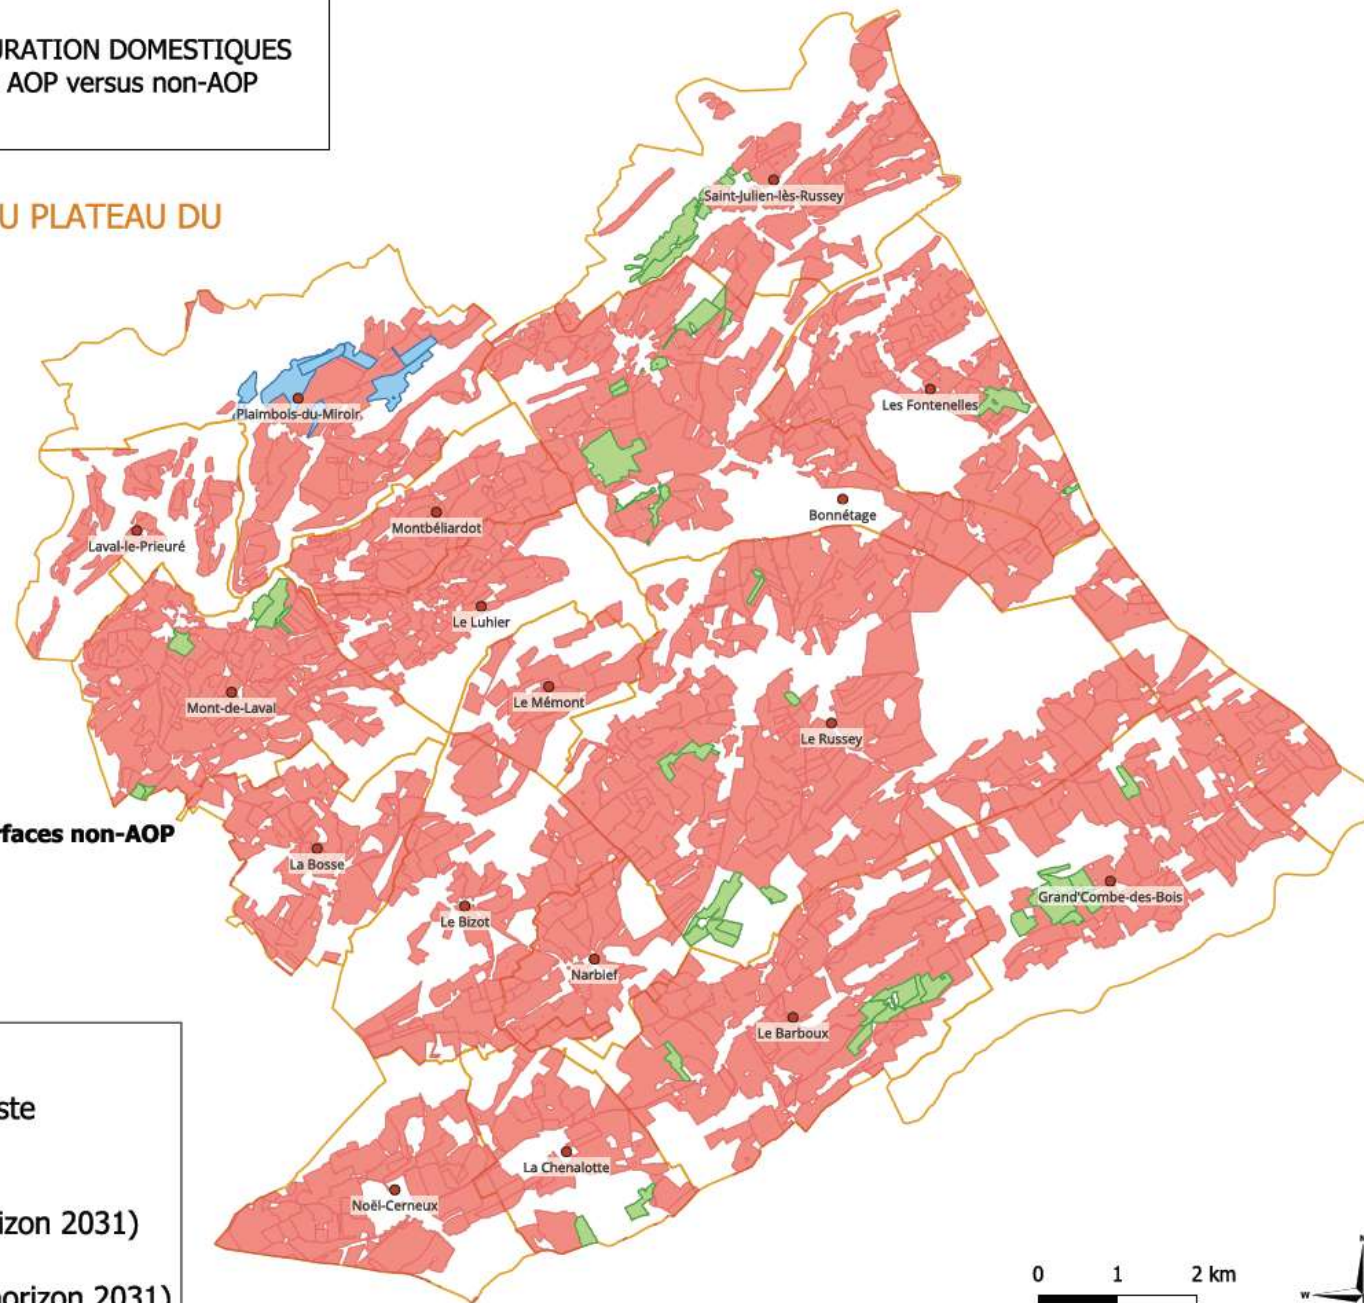 URATION DOMESTIQUES
AOP versus non-AOP
U PLATEAU DU
Saint-Julien-lès-Russey
Les Fontenelles
Plaimbois-du-Miroir
Bonnétage
Montbéliardot
Laval-le-Prieuré
Le Luhier
Le Mémont
Mont-de-Laval
Le Russey
rfaces non-AOP
La Bosse
Grand'Combe-des-Bois
Le Bizot
Narbief
Le Barboux
ste
La Chenalotte
Noël-Cerneux
izon 2031)
horizon 2031)
0 1 2 km
N
W